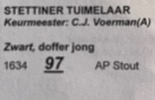 STETTINER TUIMELAAR
Keurmeester: C.J. Voerman(A)
Zwart, doffer jong
1634 97 AP Stout